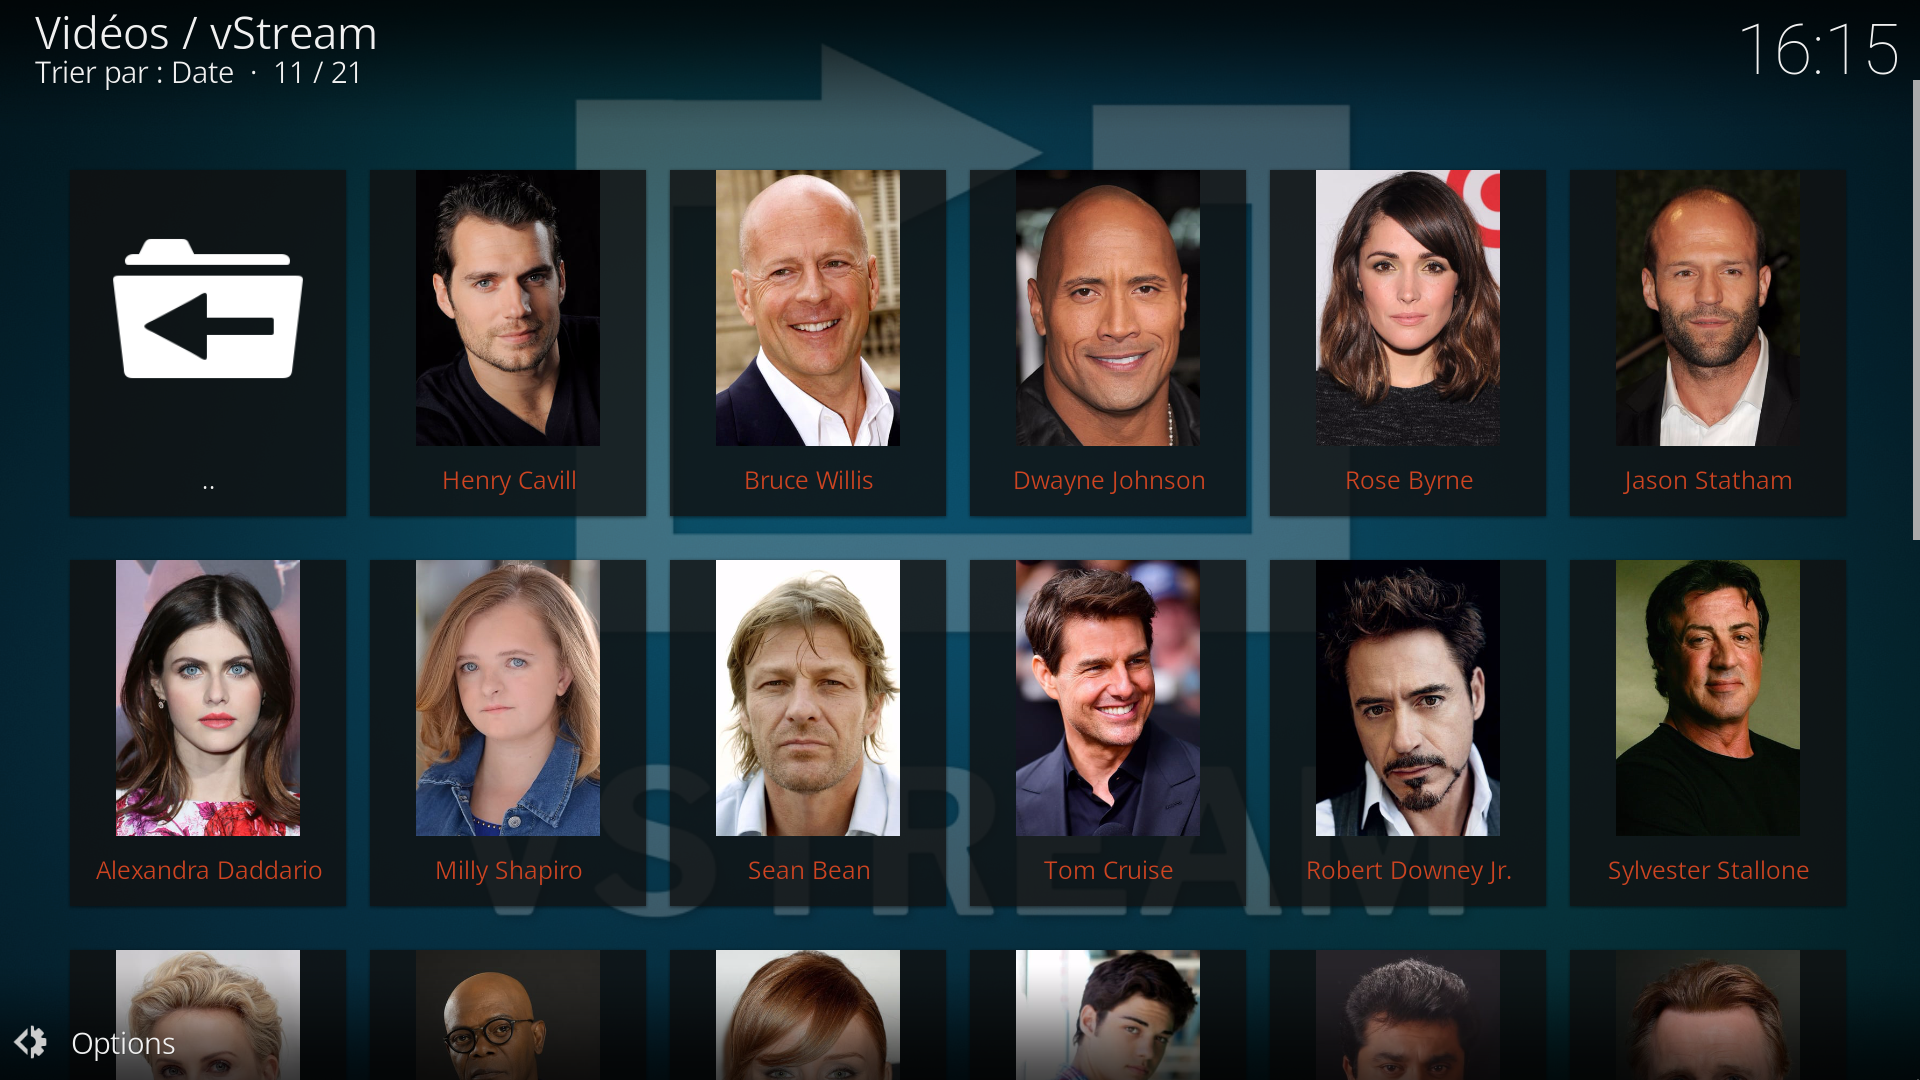 Vidéos / vStream
16:15
Trier par : Date · 11 / 21
..
Henry Cavill
Bruce Willis
Dwayne Johnson
Rose Byrne
Jason Statham
Alexandra Daddario
Milly Shapiro
Sean Bean
Tom Cruise
Robert Downey Jr.
Sylvester Stallone
VSTREAM
Options